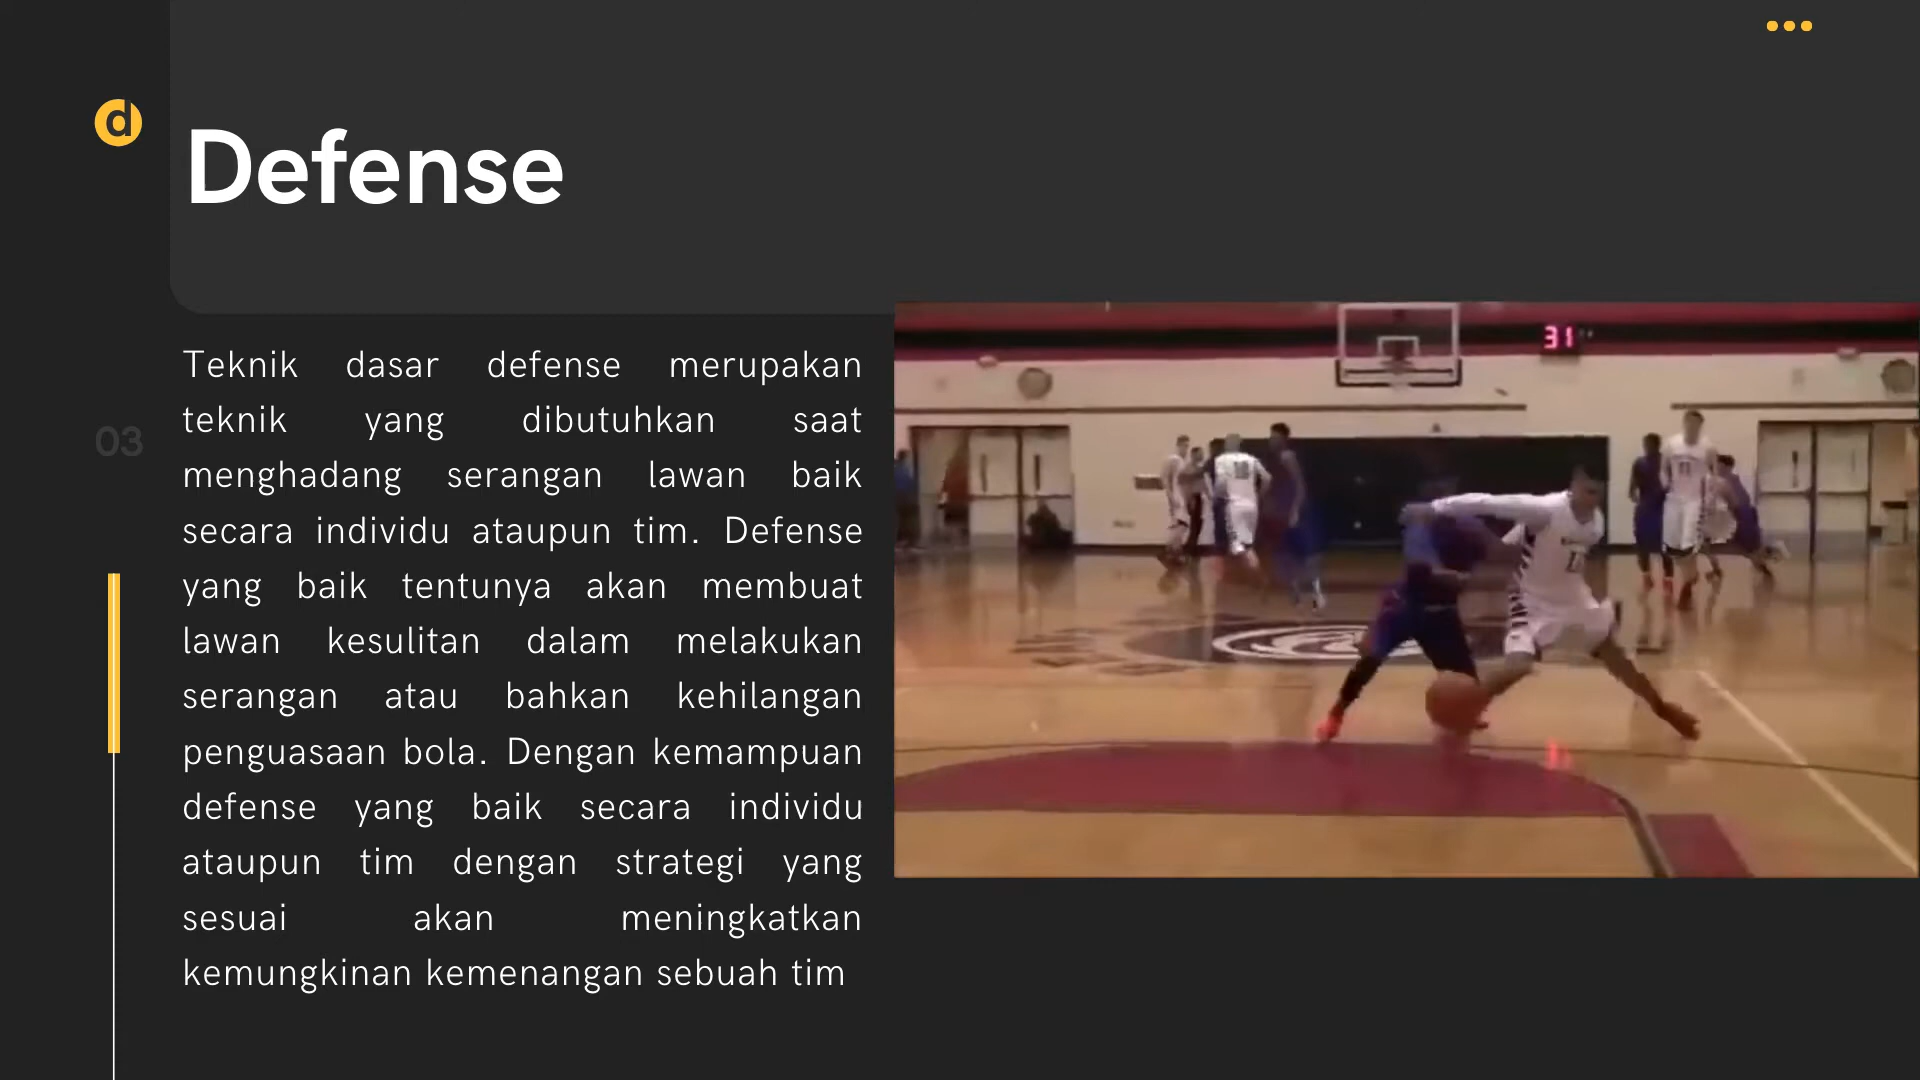 d
Defense
03
Teknik dasar defense merupakan
teknik yang dibutuhkan saat
menghadang serangan lawan baik
secara individu ataupun tim. Defense
yang baik tentunya akan membuat
lawan kesulitan dalam melakukan
serangan atau bahkan kehilangan
penguasaan bola. Dengan kemampuan
defense yang baik secara individu
ataupun tim dengan strategi yang
sesuai akan meningkatkan
kemungkinan kemenangan sebuah tim
31